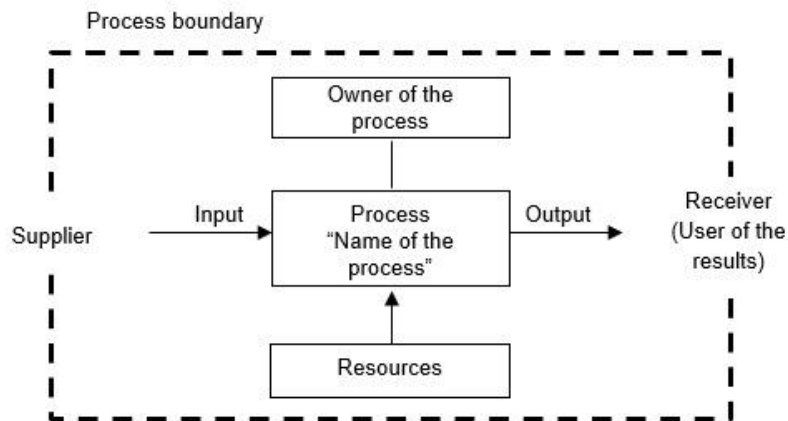 Process boundary
Owner of the
process
Supplier
Input
Process
“Name of the
process”
Output
Receiver
(User of the
results)
Resources